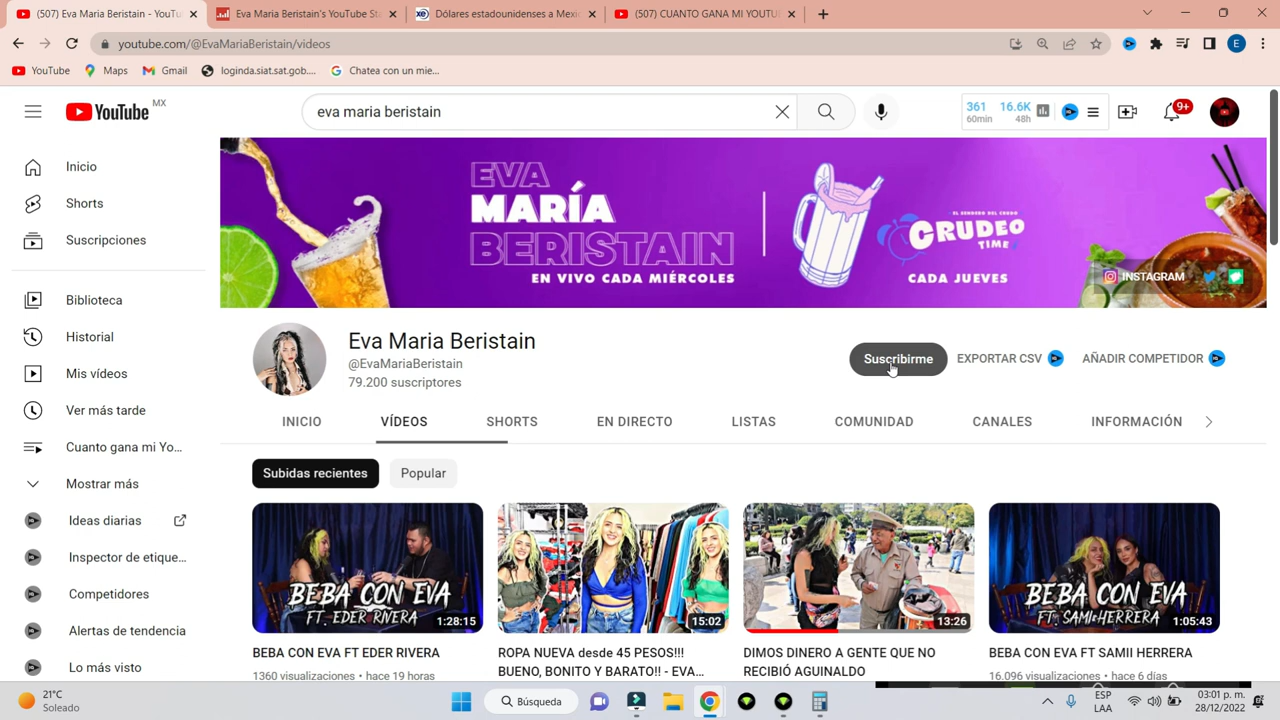 (507) Eva Maria Beristain - YouTu
Eva Maria Beristain's YouTube Sta
Dólares estadounidenses a Mexic
(507) CUANTO GANA MI YOUTU
youtube.com/@EvaMariaBeristain/videos
E
YouTube
Maps
Gmail
loginda.siat.sat.gob....
Chatea con un mie...
YouTube MX
eva maria beristain
361
60min
16.6K
48h
9+
Inicio
Shorts
Suscripciones
Biblioteca
Historial
Mis vídeos
Ver más tarde
Cuanto gana mi Yo...
Mostrar más
Ideas diarias
Inspector de etique...
Competidores
Alertas de tendencia
Lo más visto
EVA
MARÍA
BERISTAIN
EN VIVO CADA MIÉRCOLES
EL SENDERO DEL CRUDO
CRUDEO
TIME
CADA JUEVES
INSTAGRAM
Eva Maria Beristain
@EvaMariaBeristain
79.200 suscriptores
Suscribirme
EXPORTAR CSV
AÑADIR COMPETIDOR
INICIO
VÍDEOS
SHORTS
EN DIRECTO
LISTAS
COMUNIDAD
CANALES
INFORMACIÓN
Subidas recientes
Popular
BEBA CON EVA
FT. EDER RIVERA
1:28:15
15:02
13:26
BEBA CON EVA
FT. SAMII HERRERA
1:05:43
BEBA CON EVA FT EDER RIVERA
1360 visualizaciones • hace 19 horas
ROPA NUEVA desde 45 PESOS!!!
BUENO, BONITO Y BARATO!! - EVA...
DIMOS DINERO A GENTE QUE NO
RECIBIÓ AGUINALDO
BEBA CON EVA FT SAMII HERRERA
16.096 visualizaciones • hace 6 días
21°C
Soleado
Búsqueda
ESP
LAA
03:01 p. m.
28/12/2022